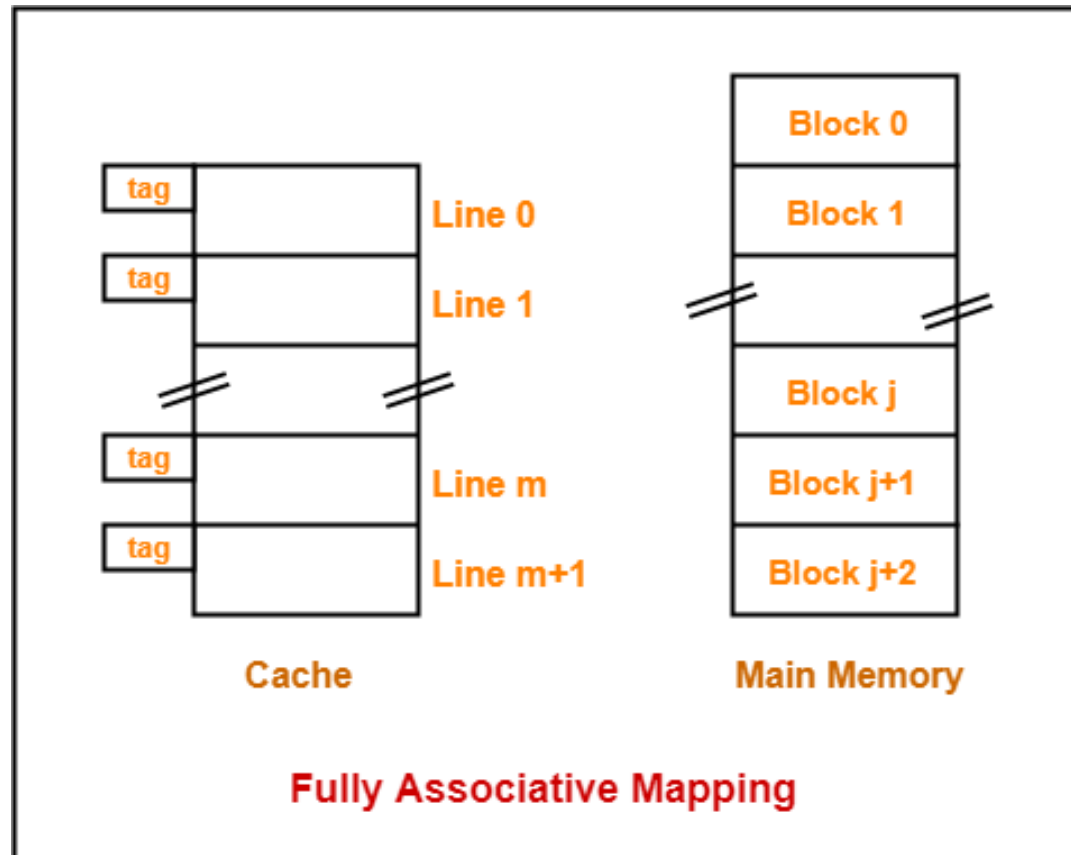 Block 0
tag
Line 0
Block 1
tag
Line 1
Block j
tag
Line m
Block j+1
tag
Line m+1
Block j+2
Cache
Main Memory
Fully Associative Mapping